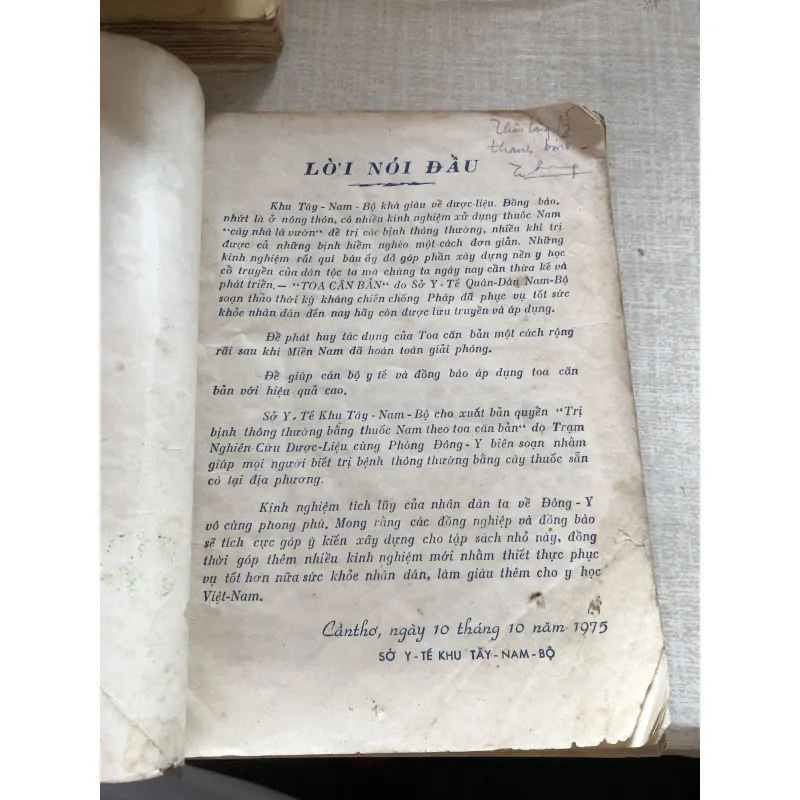 thanh bình
LỜI NÓI ĐẦU
Khu Tây - Nam - Bộ khá giàu về dược-liệu. Đồng bào,
nhứt là ở nông thôn, có nhiều kinh nghiệm xử dụng thuốc Nam
"cây nhà lá vườn" để trị các bịnh thông thường, nhiều khi trị
được cả những bịnh hiểm nghèo một cách đơn giản. Những
kinh nghiệm rất quí báu ấy đã góp phần xây dựng nền y học
cổ truyền của dân tộc ta mà chúng ta ngày nay cần thừa kế và
phát triển.— "TOA CĂN BẢN" do Sở Y-Tế Quân-Dân Nam-Bộ
soạn thảo thời kỳ kháng chiến chống Pháp đã phục vụ tốt sức
khỏe nhân dân đến nay hãy còn được lưu truyền và áp dụng.
Để phát huy tác dụng của Toa căn bản một cách rộng
rãi sau khi Miền Nam đã hoàn toàn giải phóng.
Để giúp cán bộ y tế và đồng bào áp dụng toa căn
bản với hiệu quả cao.
Sở Y - Tế Khu Tây - Nam - Bộ cho xuất bản quyển "Trị
bịnh thông thường bằng thuốc Nam theo toa căn bản" dọ Trạm
Nghiên-Cứu Dược-Liệu cùng Phòng Đông-Y biên soạn nhằm
giúp mọi người biết trị bệnh thông thường bằng cây thuốc sẵn
có tại địa phương.
Kinh nghiệm tích lũy của nhân dân ta về Đông - Y
vô cùng phong phú. Mong rằng các đồng nghiệp và đồng bào
sẽ tích cực góp ý kiến xây dựng cho tập sách nhỏ nầy, đồng
thời góp thêm nhiều kinh nghiệm mới nhằm thiết thực phục
vụ tốt hơn nữa sức khỏe nhân dân, làm giàu thêm cho y học
Việt-Nam.
Cầnthơ, ngày 10 tháng 10 năm 1975
SỞ Y-TẾ KHU TÂY-NAM-BỘ